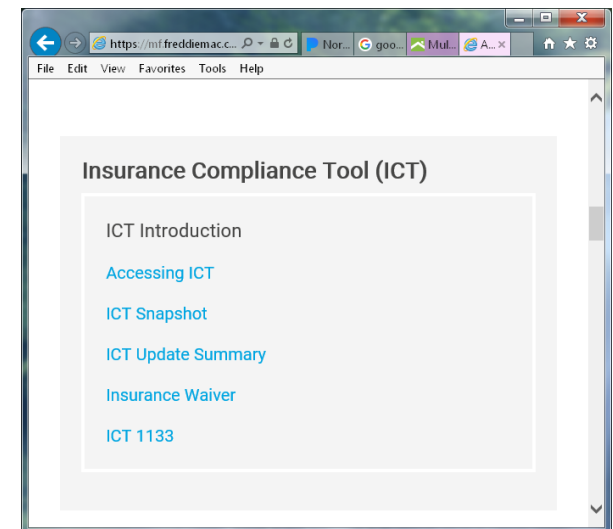 https://mf.freddiemac.c...
Nor...
goo...
Mul...
A...
File Edit View Favorites Tools Help
Insurance Compliance Tool (ICT)
ICT Introduction
Accessing ICT
ICT Snapshot
ICT Update Summary
Insurance Waiver
ICT 1133